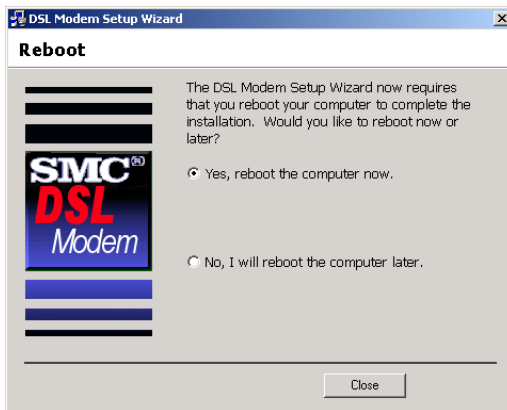 DSL Modem Setup Wizard
Reboot
The DSL Modem Setup Wizard now requires
that you reboot your computer to complete the
installation. Would you like to reboot now or
later?
SMC®
DSL
Modem
Yes, reboot the computer now.
No, I will reboot the computer later.
Close